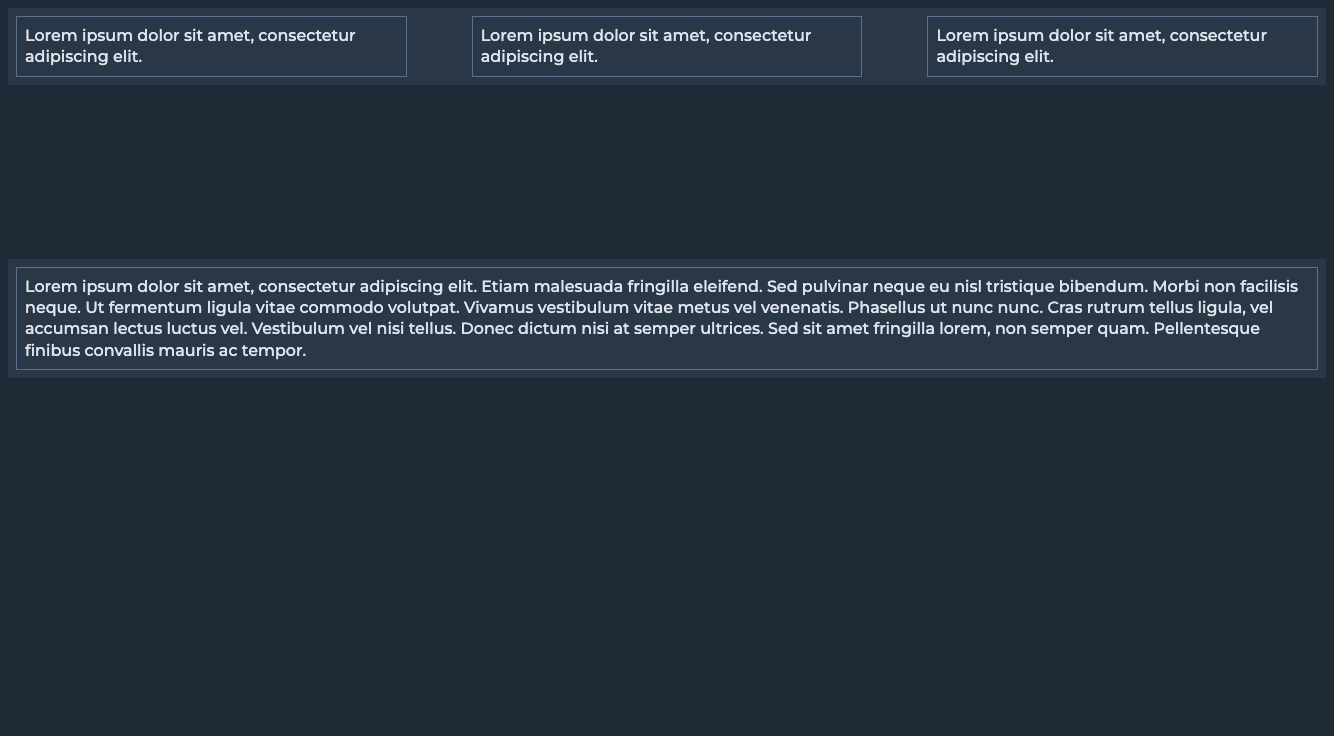 Lorem ipsum dolor sit amet, consectetur
adipiscing elit.
Lorem ipsum dolor sit amet, consectetur
adipiscing elit.
Lorem ipsum dolor sit amet, consectetur
adipiscing elit.
Lorem ipsum dolor sit amet, consectetur adipiscing elit. Etiam malesuada fringilla eleifend. Sed pulvinar neque eu nisl tristique bibendum. Morbi non facilisis
neque. Ut fermentum ligula vitae commodo volutpat. Vivamus vestibulum vitae metus vel venenatis. Phasellus ut nunc nunc. Cras rutrum tellus ligula, vel
accumsan lectus luctus vel. Vestibulum vel nisi tellus. Donec dictum nisi at semper ultrices. Sed sit amet fringilla lorem, non semper quam. Pellentesque
finibus convallis mauris ac tempor.